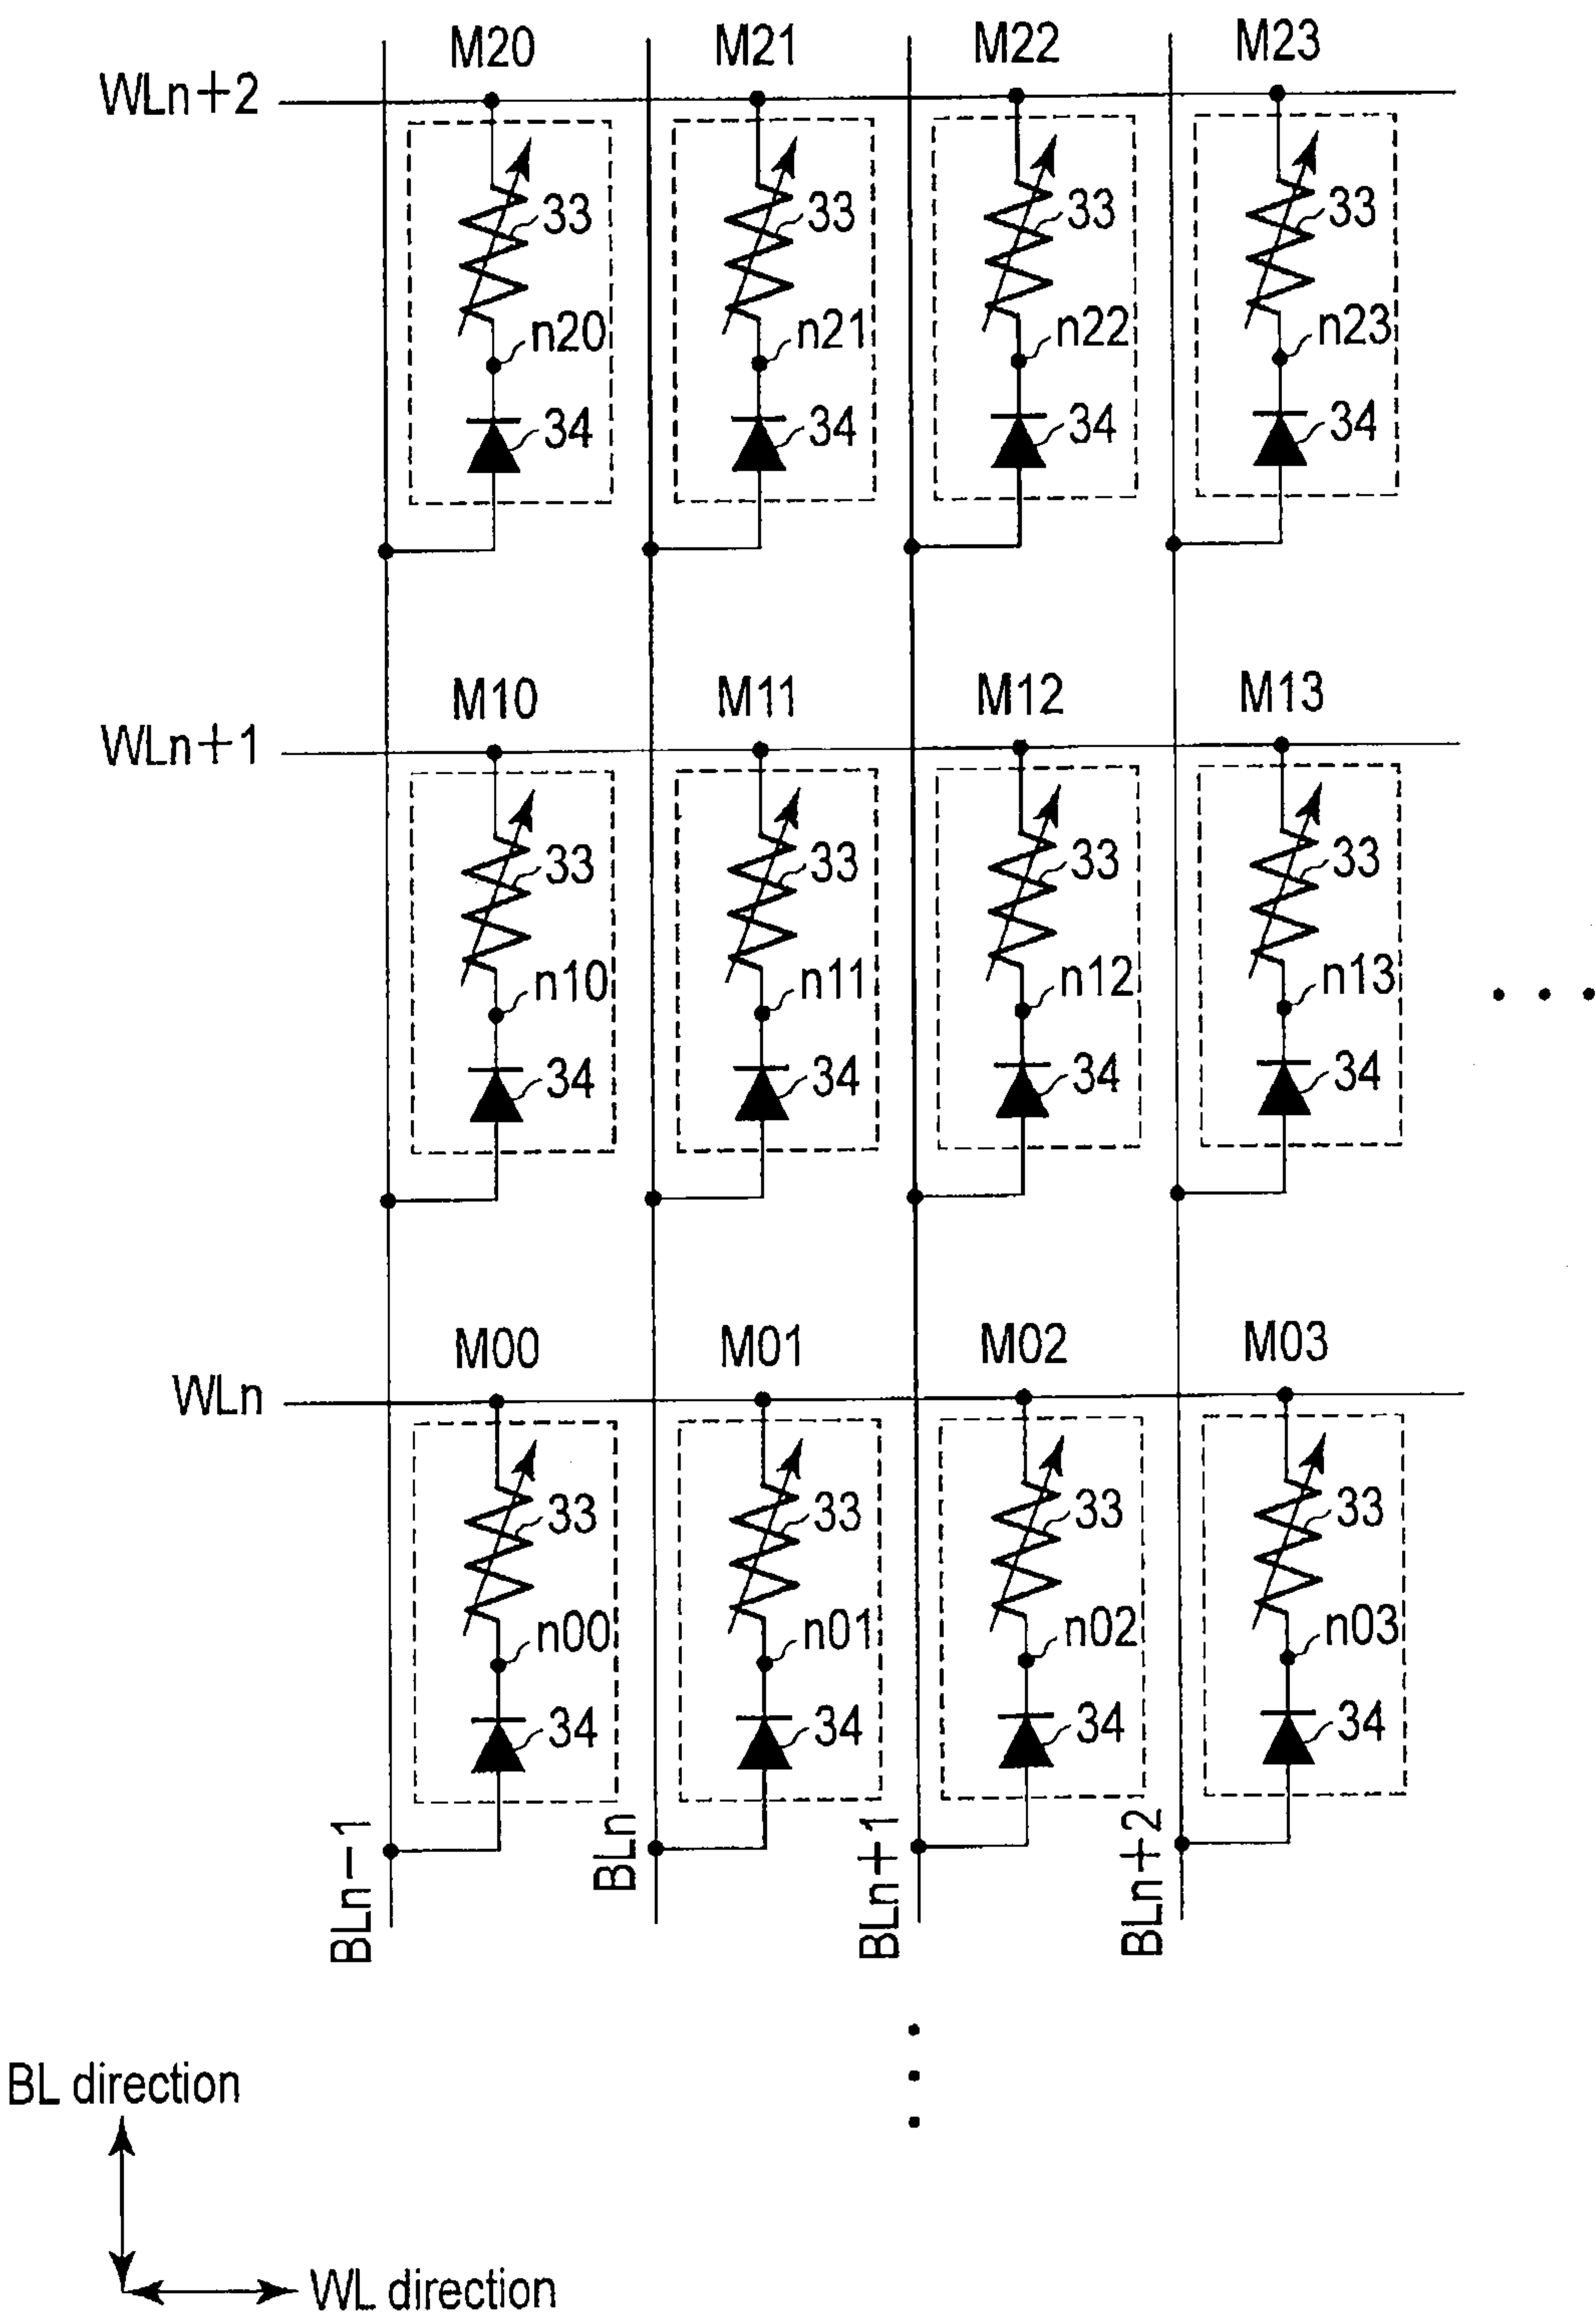 M20 M21 M22 M23
WLn+2
33 33 33 33
n20 n21 n22 n23
34 34 34 34
M10 M11 M12 M13
WLn+1
33 33 33 33
n10 n11 n12 n13
34 34 34 34
M00 M01 M02 M03
WLn
33 33 33 33
n00 n01 n02 n03
34 34 34 34
BLn-1 BLn BLn+1 BLn+2
BL direction
WL direction